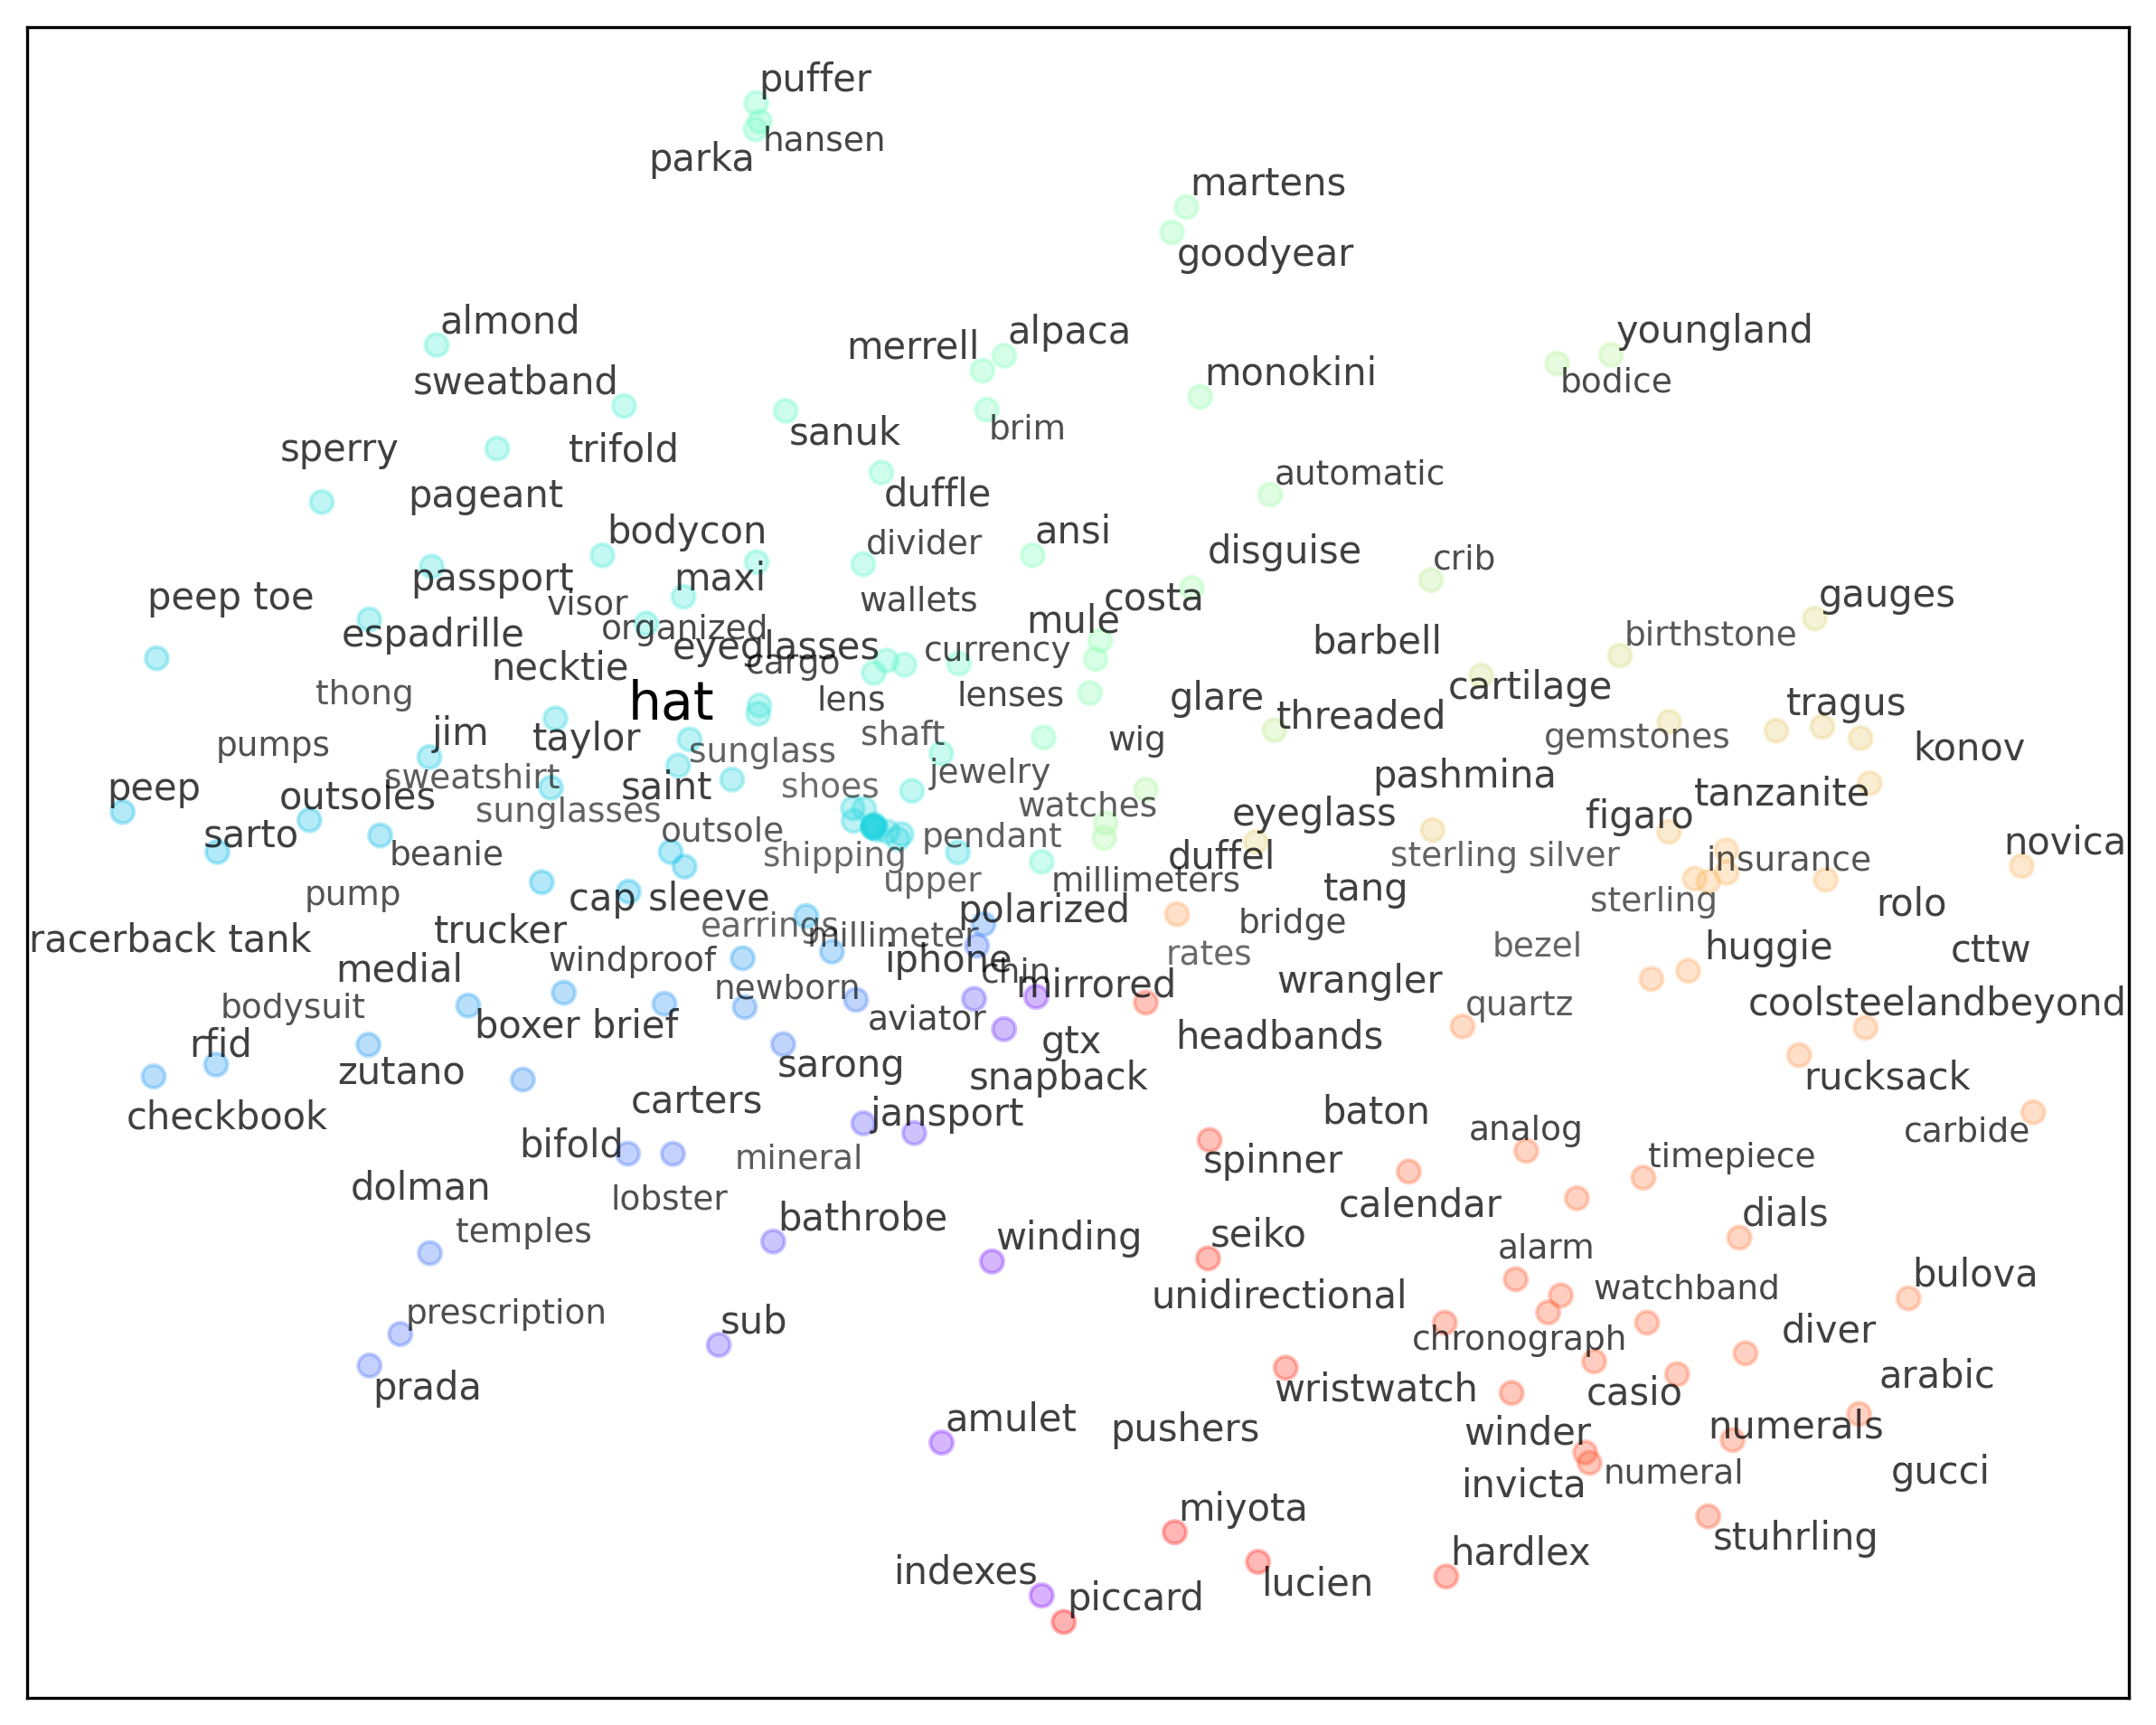 puffer
hansen
parka
martens
goodyear
almond
merrell
alpaca
youngland
sweatband
monokini
bodice
sperry
trifold
sanuk
brim
pageant
duffle
automatic
bodycon
divider
ansi
disguise
crib
peep toe
passport
visor
maxi
wallets
costa
gauges
espadrille
organized
mule
barbell
birthstone
necktie
eyeglasses
cargo
currency
thong
hat
lens
lenses
glare
cartilage
tragus
pumps
jim
taylor
shaft
wig
threaded
gemstones
konov
peep
sweatshirt
saint
sunglass
shoes
jewelry
pashmina
tanzanite
outsoles
sunglasses
watches
eyeglass
figaro
sarto
beanie
outsole
shipping
pendant
duffel
sterling silver
insurance
novica
pump
cap sleeve
upper
millimeters
tang
sterling
rolo
racerback tank
trucker
earrings
millimeter
polarized
bridge
bezel
huggie
cttw
medial
windproof
newborn
iphone
chin
mirrored
rates
wrangler
quartz
coolsteelandbeyond
bodysuit
boxer brief
aviator
gtx
headbands
rfid
zutano
sarong
snapback
rucksack
checkbook
carters
jansport
baton
analog
carbide
bifold
mineral
spinner
timepiece
dolman
lobster
calendar
temples
bathrobe
winding
seiko
alarm
dials
prescription
sub
unidirectional
watchband
bulova
chronograph
diver
prada
wristwatch
casio
arabic
amulet
pushers
winder
numerals
invicta
numeral
gucci
miyota
stuhrling
indexes
piccard
lucien
hardlex